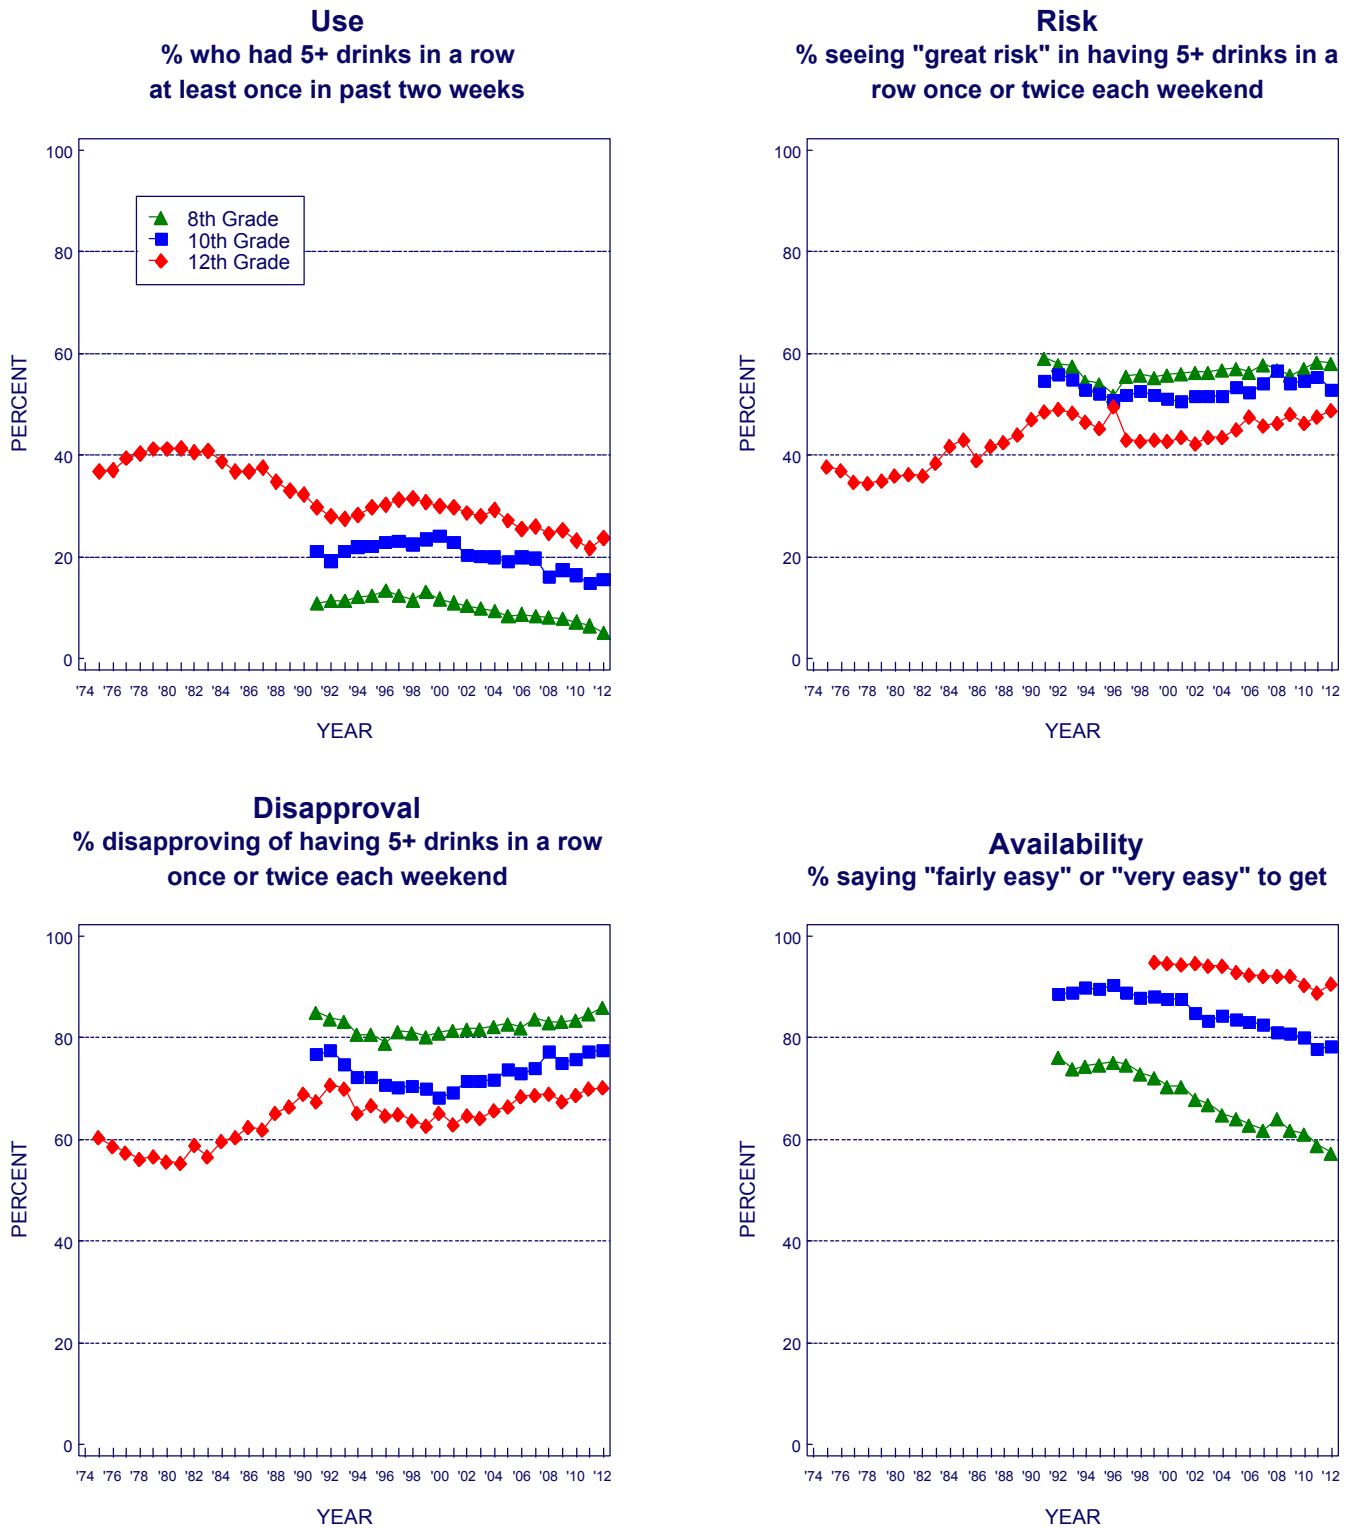 Use
% who had 5+ drinks in a row
at least once in past two weeks
100
80
60
40
20
0
PERCENT
8th Grade
10th Grade
12th Grade
'74 '76 '78 '80 '82 '84 '86 '88 '90 '92 '94 '96 '98 '00 '02 '04 '06 '08 '10 '12
YEAR
Risk
% seeing "great risk" in having 5+ drinks in a
row once or twice each weekend
100
80
60
40
20
0
PERCENT
'74 '76 '78 '80 '82 '84 '86 '88 '90 '92 '94 '96 '98 '00 '02 '04 '06 '08 '10 '12
YEAR
Disapproval
% disapproving of having 5+ drinks in a row
once or twice each weekend
100
80
60
40
20
0
PERCENT
'74 '76 '78 '80 '82 '84 '86 '88 '90 '92 '94 '96 '98 '00 '02 '04 '06 '08 '10 '12
YEAR
Availability
% saying "fairly easy" or "very easy" to get
100
80
60
40
20
0
PERCENT
'74 '76 '78 '80 '82 '84 '86 '88 '90 '92 '94 '96 '98 '00 '02 '04 '06 '08 '10 '12
YEAR